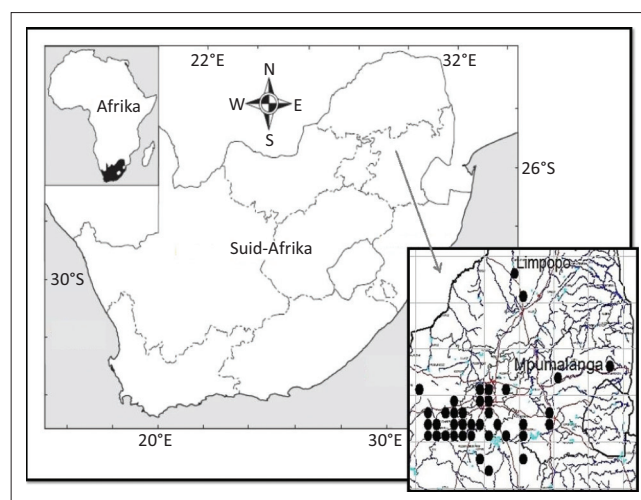 22°E
32°E
N
W E
S
Afrika
26°S
Suid-Afrika
30°S
Limpopo
Mpumalanga
20°E
30°E